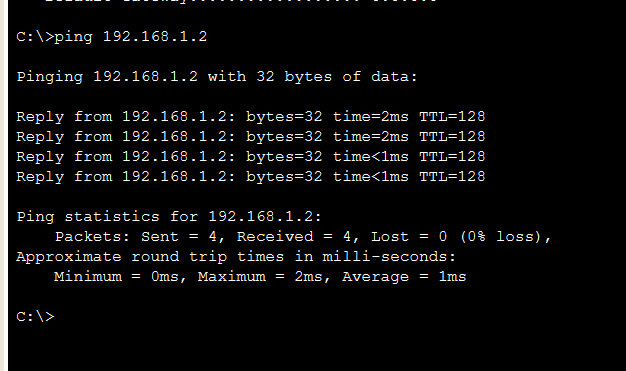 C:\>ping 192.168.1.2
Pinging 192.168.1.2 with 32 bytes of data:
Reply from 192.168.1.2: bytes=32 time=2ms TTL=128
Reply from 192.168.1.2: bytes=32 time=2ms TTL=128
Reply from 192.168.1.2: bytes=32 time<1ms TTL=128
Reply from 192.168.1.2: bytes=32 time<1ms TTL=128
Ping statistics for 192.168.1.2:
Packets: Sent = 4, Received = 4, Lost = 0 (0% loss),
Approximate round trip times in milli-seconds:
Minimum = 0ms, Maximum = 2ms, Average = 1ms
C:\>